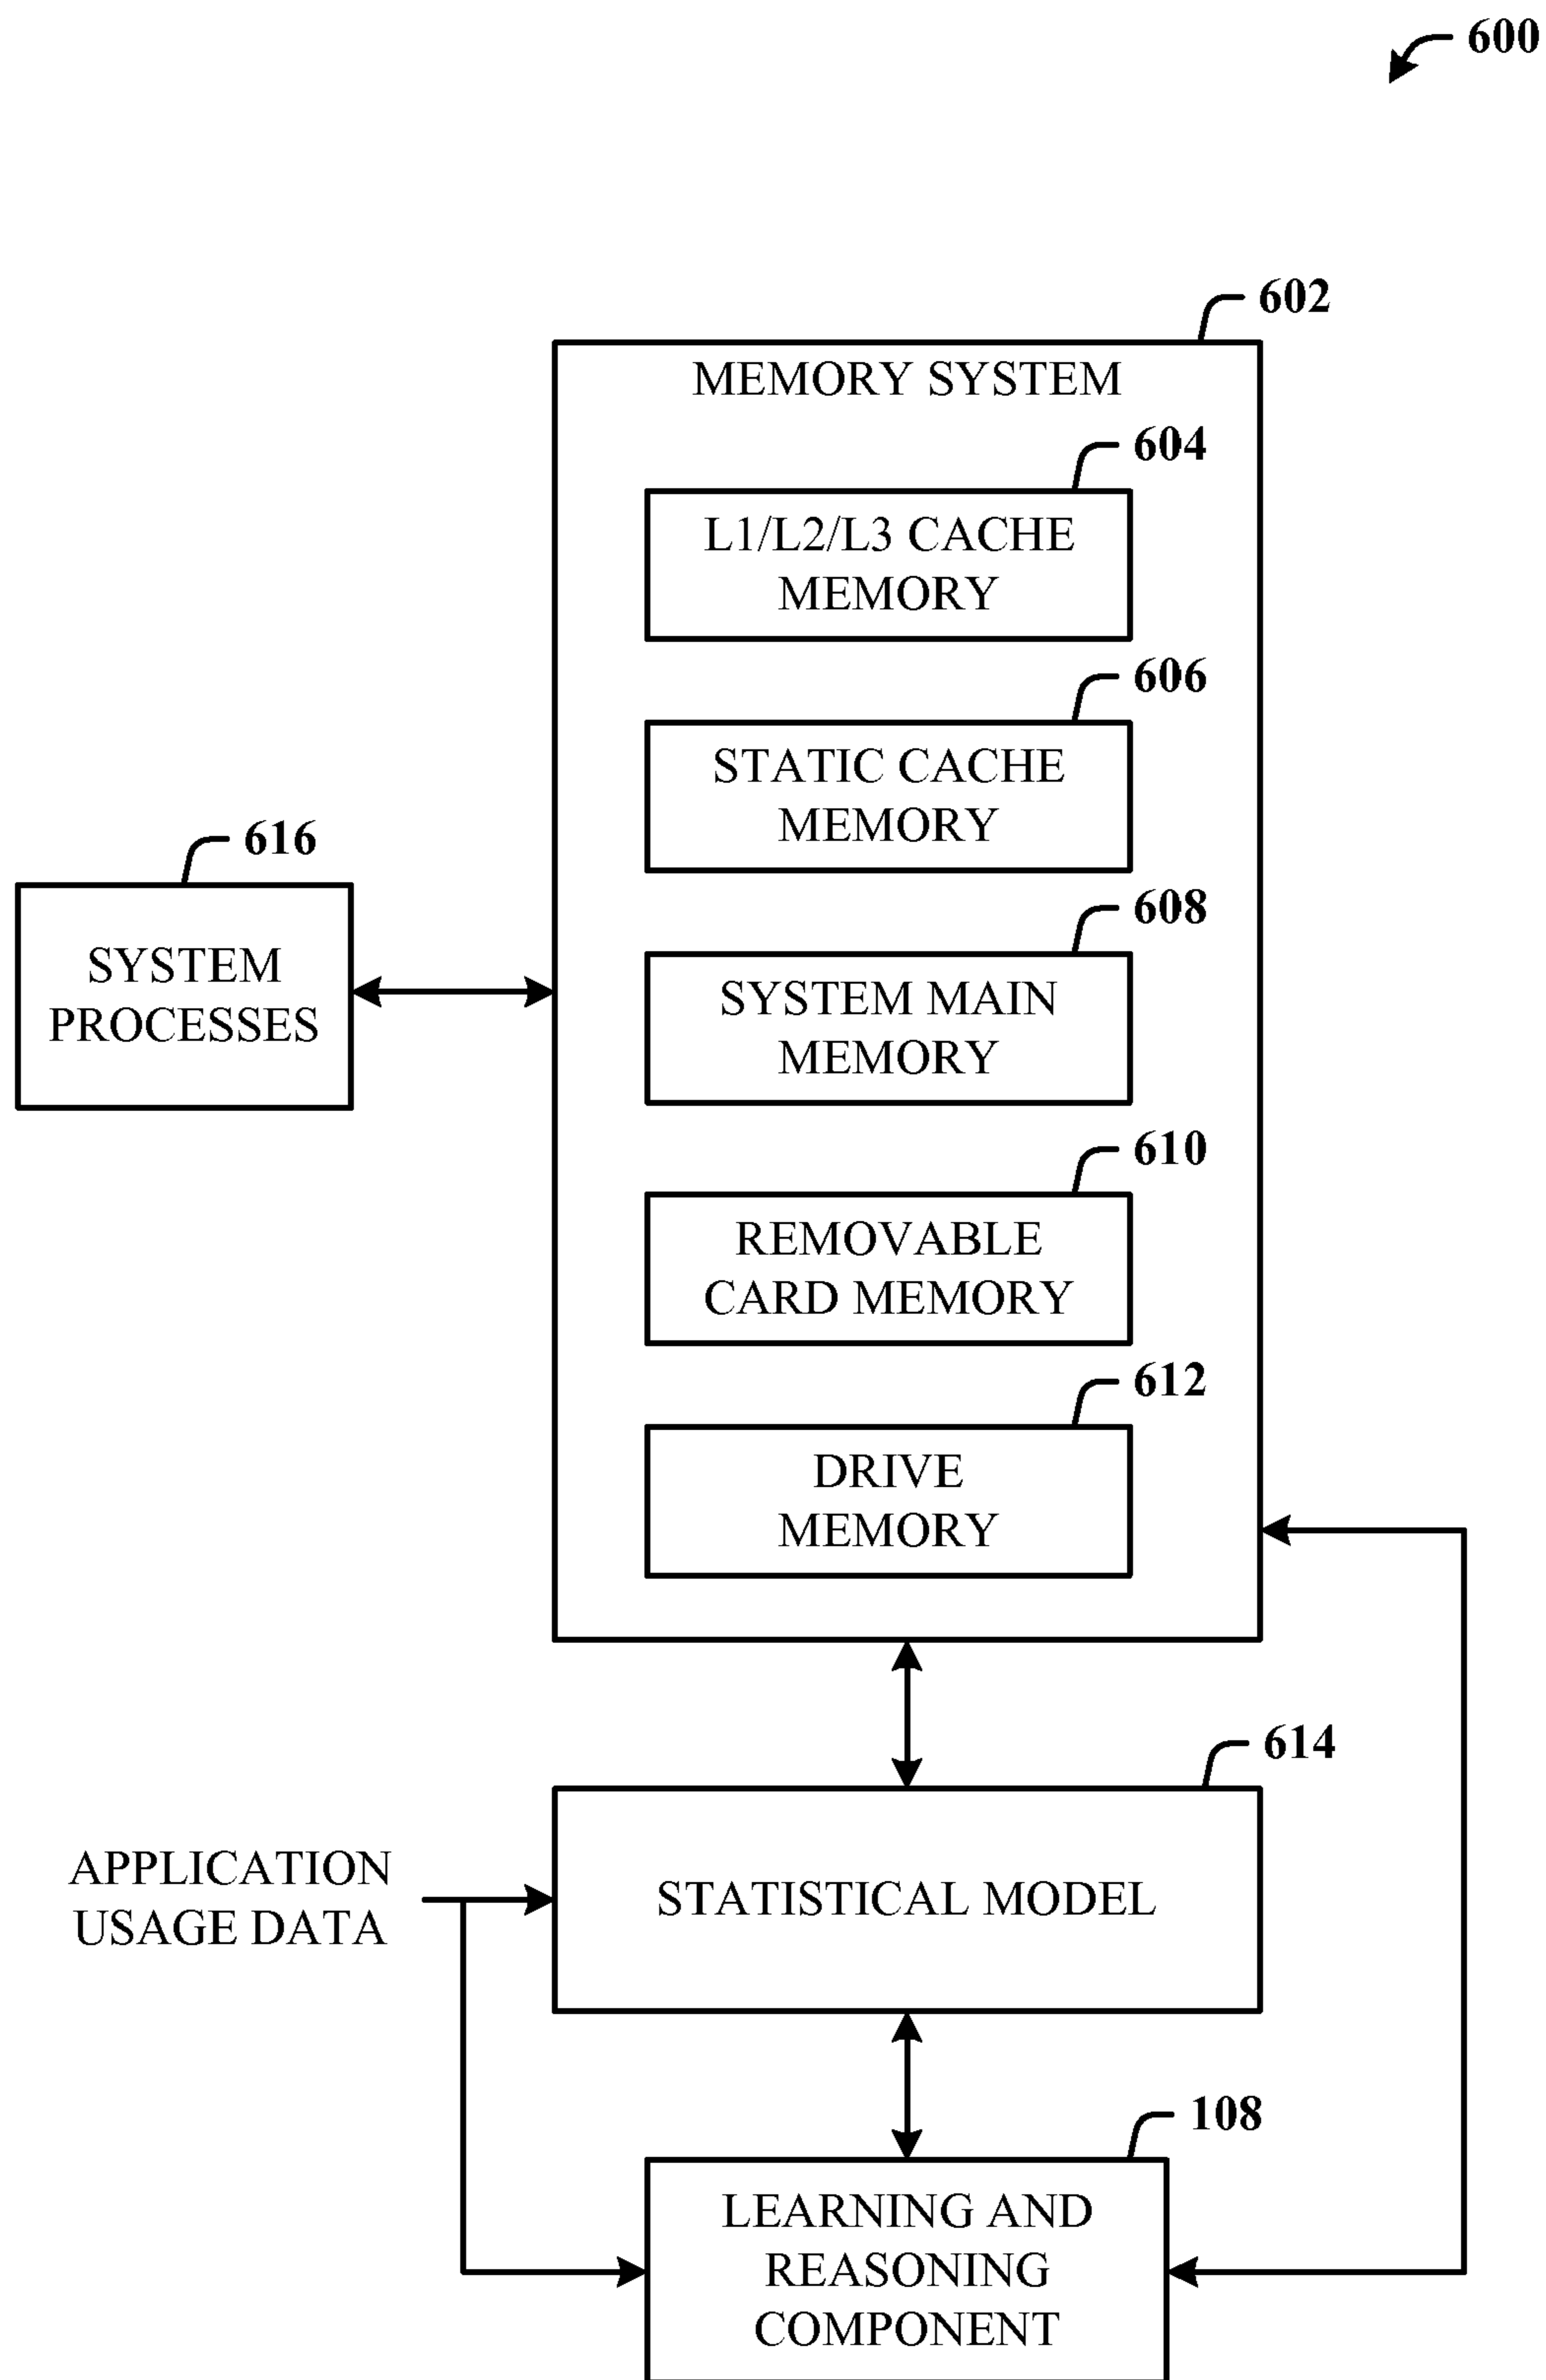 600
602
MEMORY SYSTEM
604
L1/L2/L3 CACHE
MEMORY
606
STATIC CACHE
MEMORY
616
SYSTEM
PROCESSES
608
SYSTEM MAIN
MEMORY
610
REMOVABLE
CARD MEMORY
612
DRIVE
MEMORY
614
APPLICATION
USAGE DATA
STATISTICAL MODEL
108
LEARNING AND
REASONING
COMPONENT